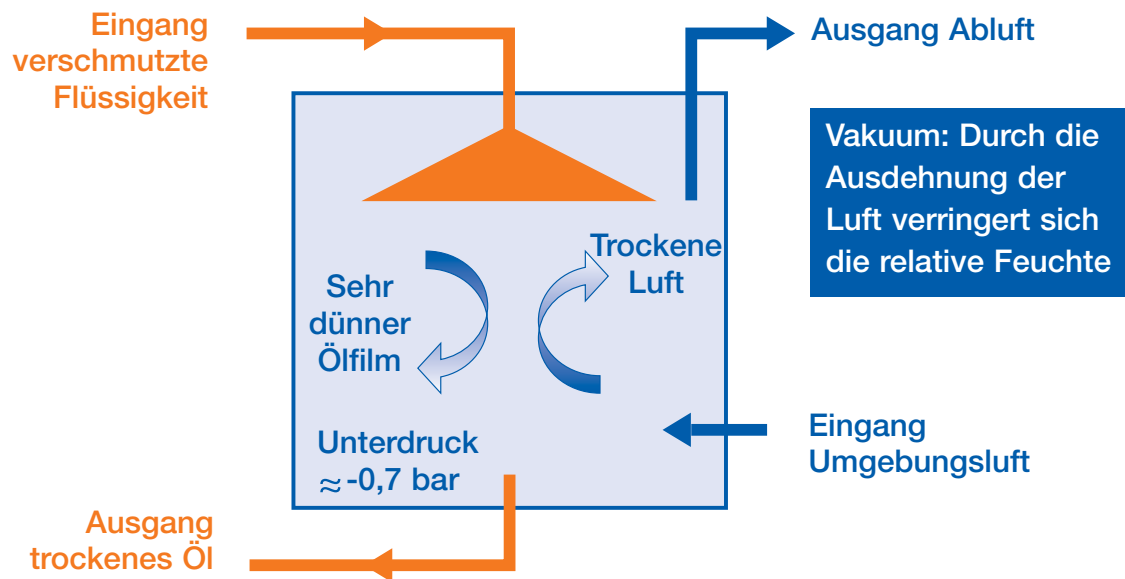 Eingang
verschmutzte
Flüssigkeit
Ausgang Abluft
Vakuum: Durch die
Ausdehnung der
Luft verringert sich
die relative Feuchte
Trockene
Luft
Sehr
dünner
Ölfilm
Unterdruck
≈-0,7 bar
Eingang
Umgebungsluft
Ausgang
trockenes Öl